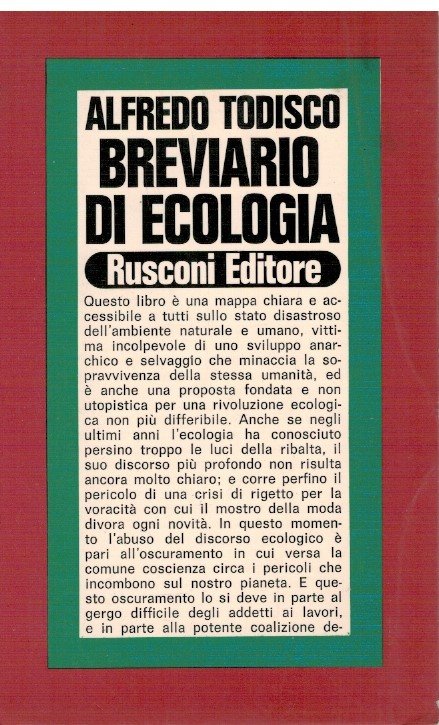 ALFREDO TODISCO
BREVIARIO
DI ECOLOGIA
Rusconi Editore
Questo libro è una mappa chiara e ac-
cessibile a tutti sullo stato disastroso
dell'ambiente naturale e umano, vitti-
ma incolpevole di uno sviluppo anar-
chico e selvaggio che minaccia la so-
pravvivenza della stessa umanità, ed
è anche una proposta fondata e non
utopistica per una rivoluzione ecologi-
ca non più differibile. Anche se negli
ultimi anni l'ecologia ha conosciuto
persino troppo le luci della ribalta, il
suo discorso più profondo non risulta
ancora molto chiaro; e corre perfino il
pericolo di una crisi di rigetto per la
voracità con cui il mostro della moda
divora ogni novità. In questo momen-
to l'abuso del discorso ecologico è
pari all'oscuramento in cui versa la
comune coscienza circa i pericoli che
incombono sul nostro pianeta. E que-
sto oscuramento lo si deve in parte al
gergo difficile degli addetti ai lavori,
e in parte alla potente coalizione de-